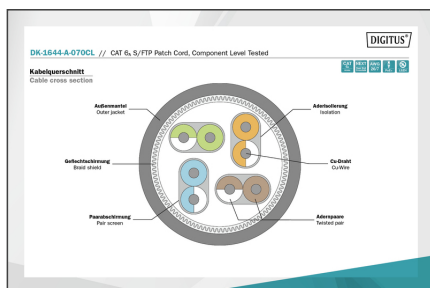 DIGITUS®
DK-1644-A-070CL // CAT 6A S/FTP Patch Cord, Component Level Tested
Kabelquerschnitt
Cable cross section
Außenmantel
Outer jacket
Aderisolierung
Isolation
Geflechtschirmung
Braid shield
Cu-Draht
Cu-Wire
Paarabschirmung
Pair screen
Adernpaare
Twisted pair